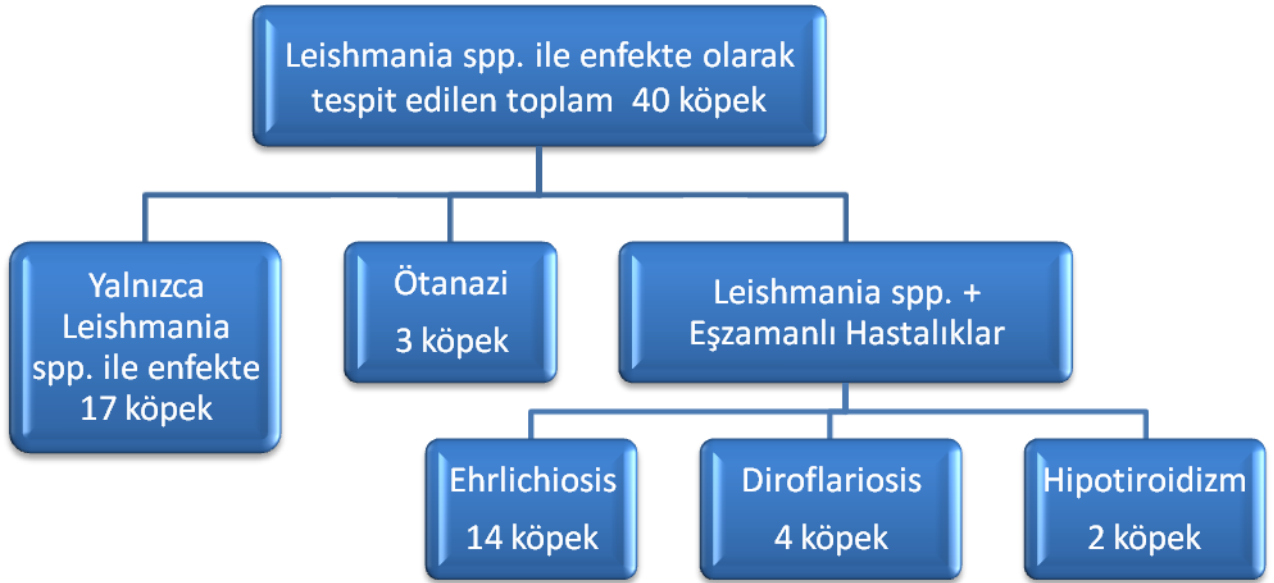 Leishmania spp. ile enfekte olarak
tespit edilen toplam 40 köpek
Yalnızca
Leishmania
spp. ile enfekte
17 köpek
Ötanazi
3 köpek
Leishmania spp. +
Eşzamanlı Hastalıklar
Ehrlichiosis
14 köpek
Diroflariosis
4 köpek
Hipotiroidizm
2 köpek